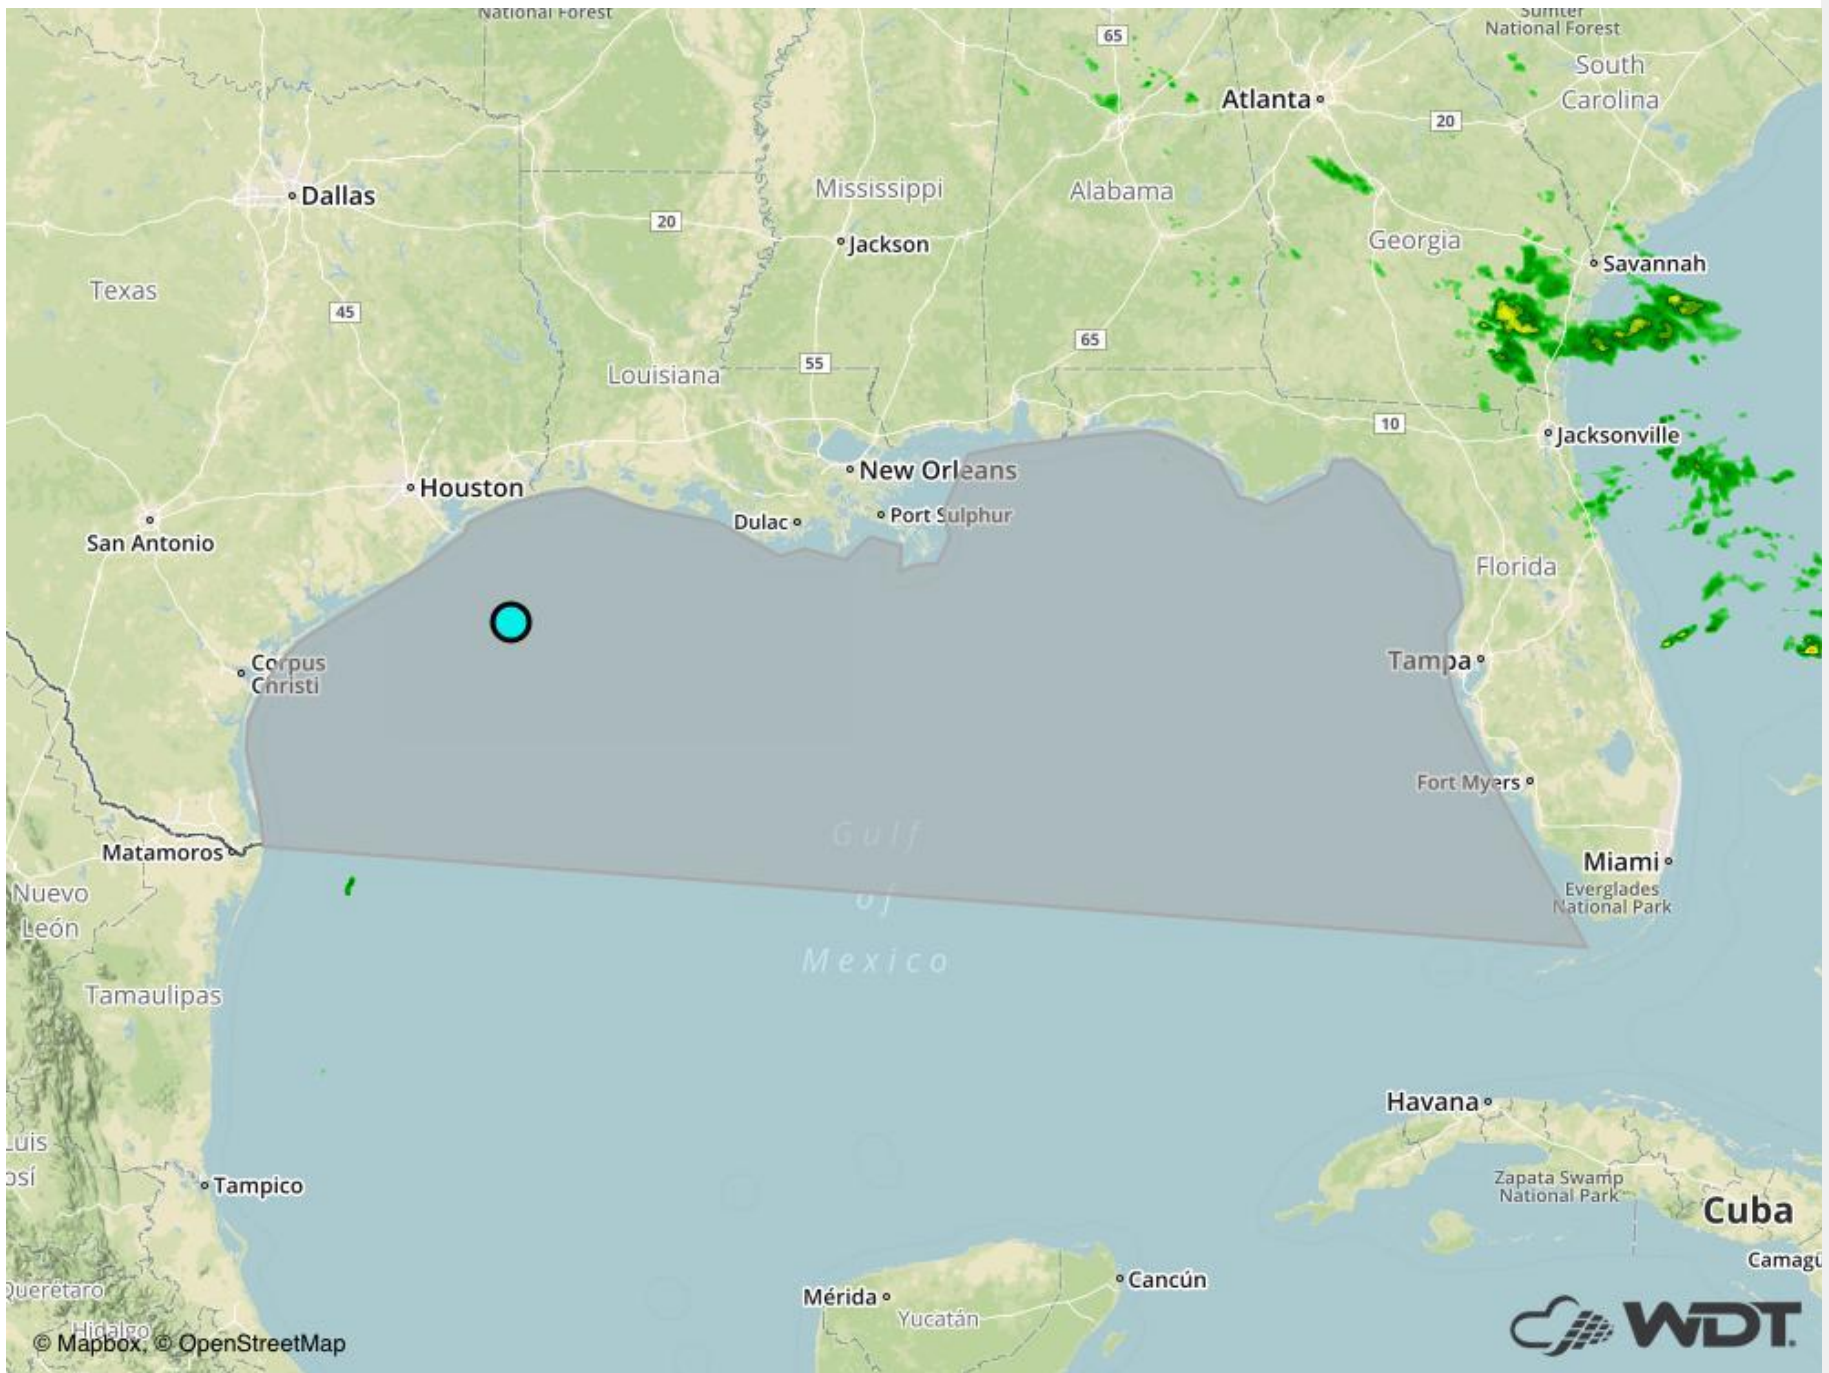 National Forest
65
Sumter
National Forest
South
Carolina
Atlanta
20
Dallas
20
Mississippi
Alabama
Jackson
Georgia
Savannah
Texas
45
65
Louisiana
55
10
Jacksonville
New Orleans
Houston
Dulac
Port Sulphur
San Antonio
Florida
Corpus
Christi
Tampa
Fort Myers
Gulf
of
Mexico
Matamoros
Miami
Everglades
National Park
Nuevo
León
Tamaulipas
Havana
Luis
osí
Tampico
Zapata Swamp
National Park
Cuba
Camagü
Cancún
Mérida
Yucatán
Querétaro
Hidalgo
© Mapbox, © OpenStreetMap
WDT